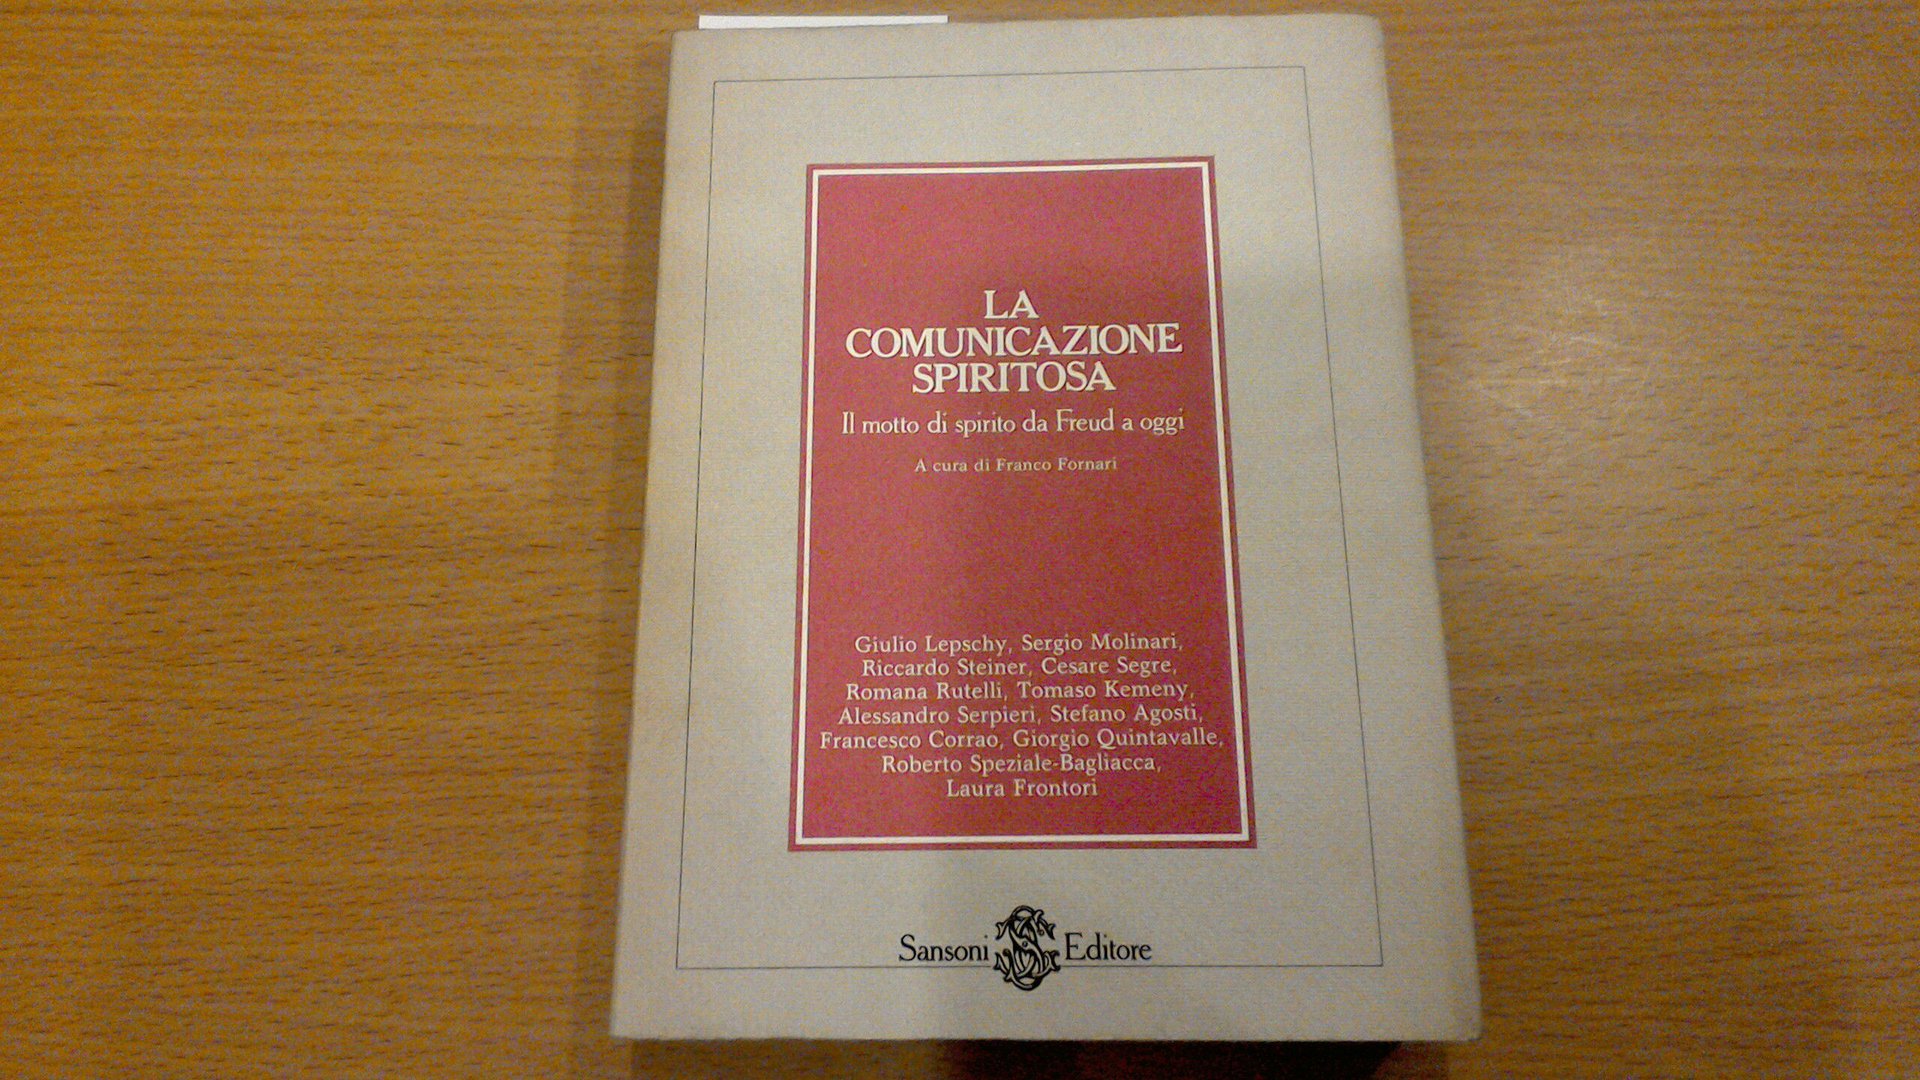 LA
COMUNICAZIONE
SPIRITOSA
Il motto di spirito da Freud a oggi
A cura di Franco Fornari
Giulio Lepschy, Sergio Molinari,
Riccardo Steiner, Cesare Segre,
Romana Rutelli, Tomaso Kemeny,
Alessandro Serpieri, Stefano Agosti,
Francesco Corrao, Giorgio Quintavalle,
Roberto Speziale-Bagliacca,
Laura Frontori
Sansoni Editore